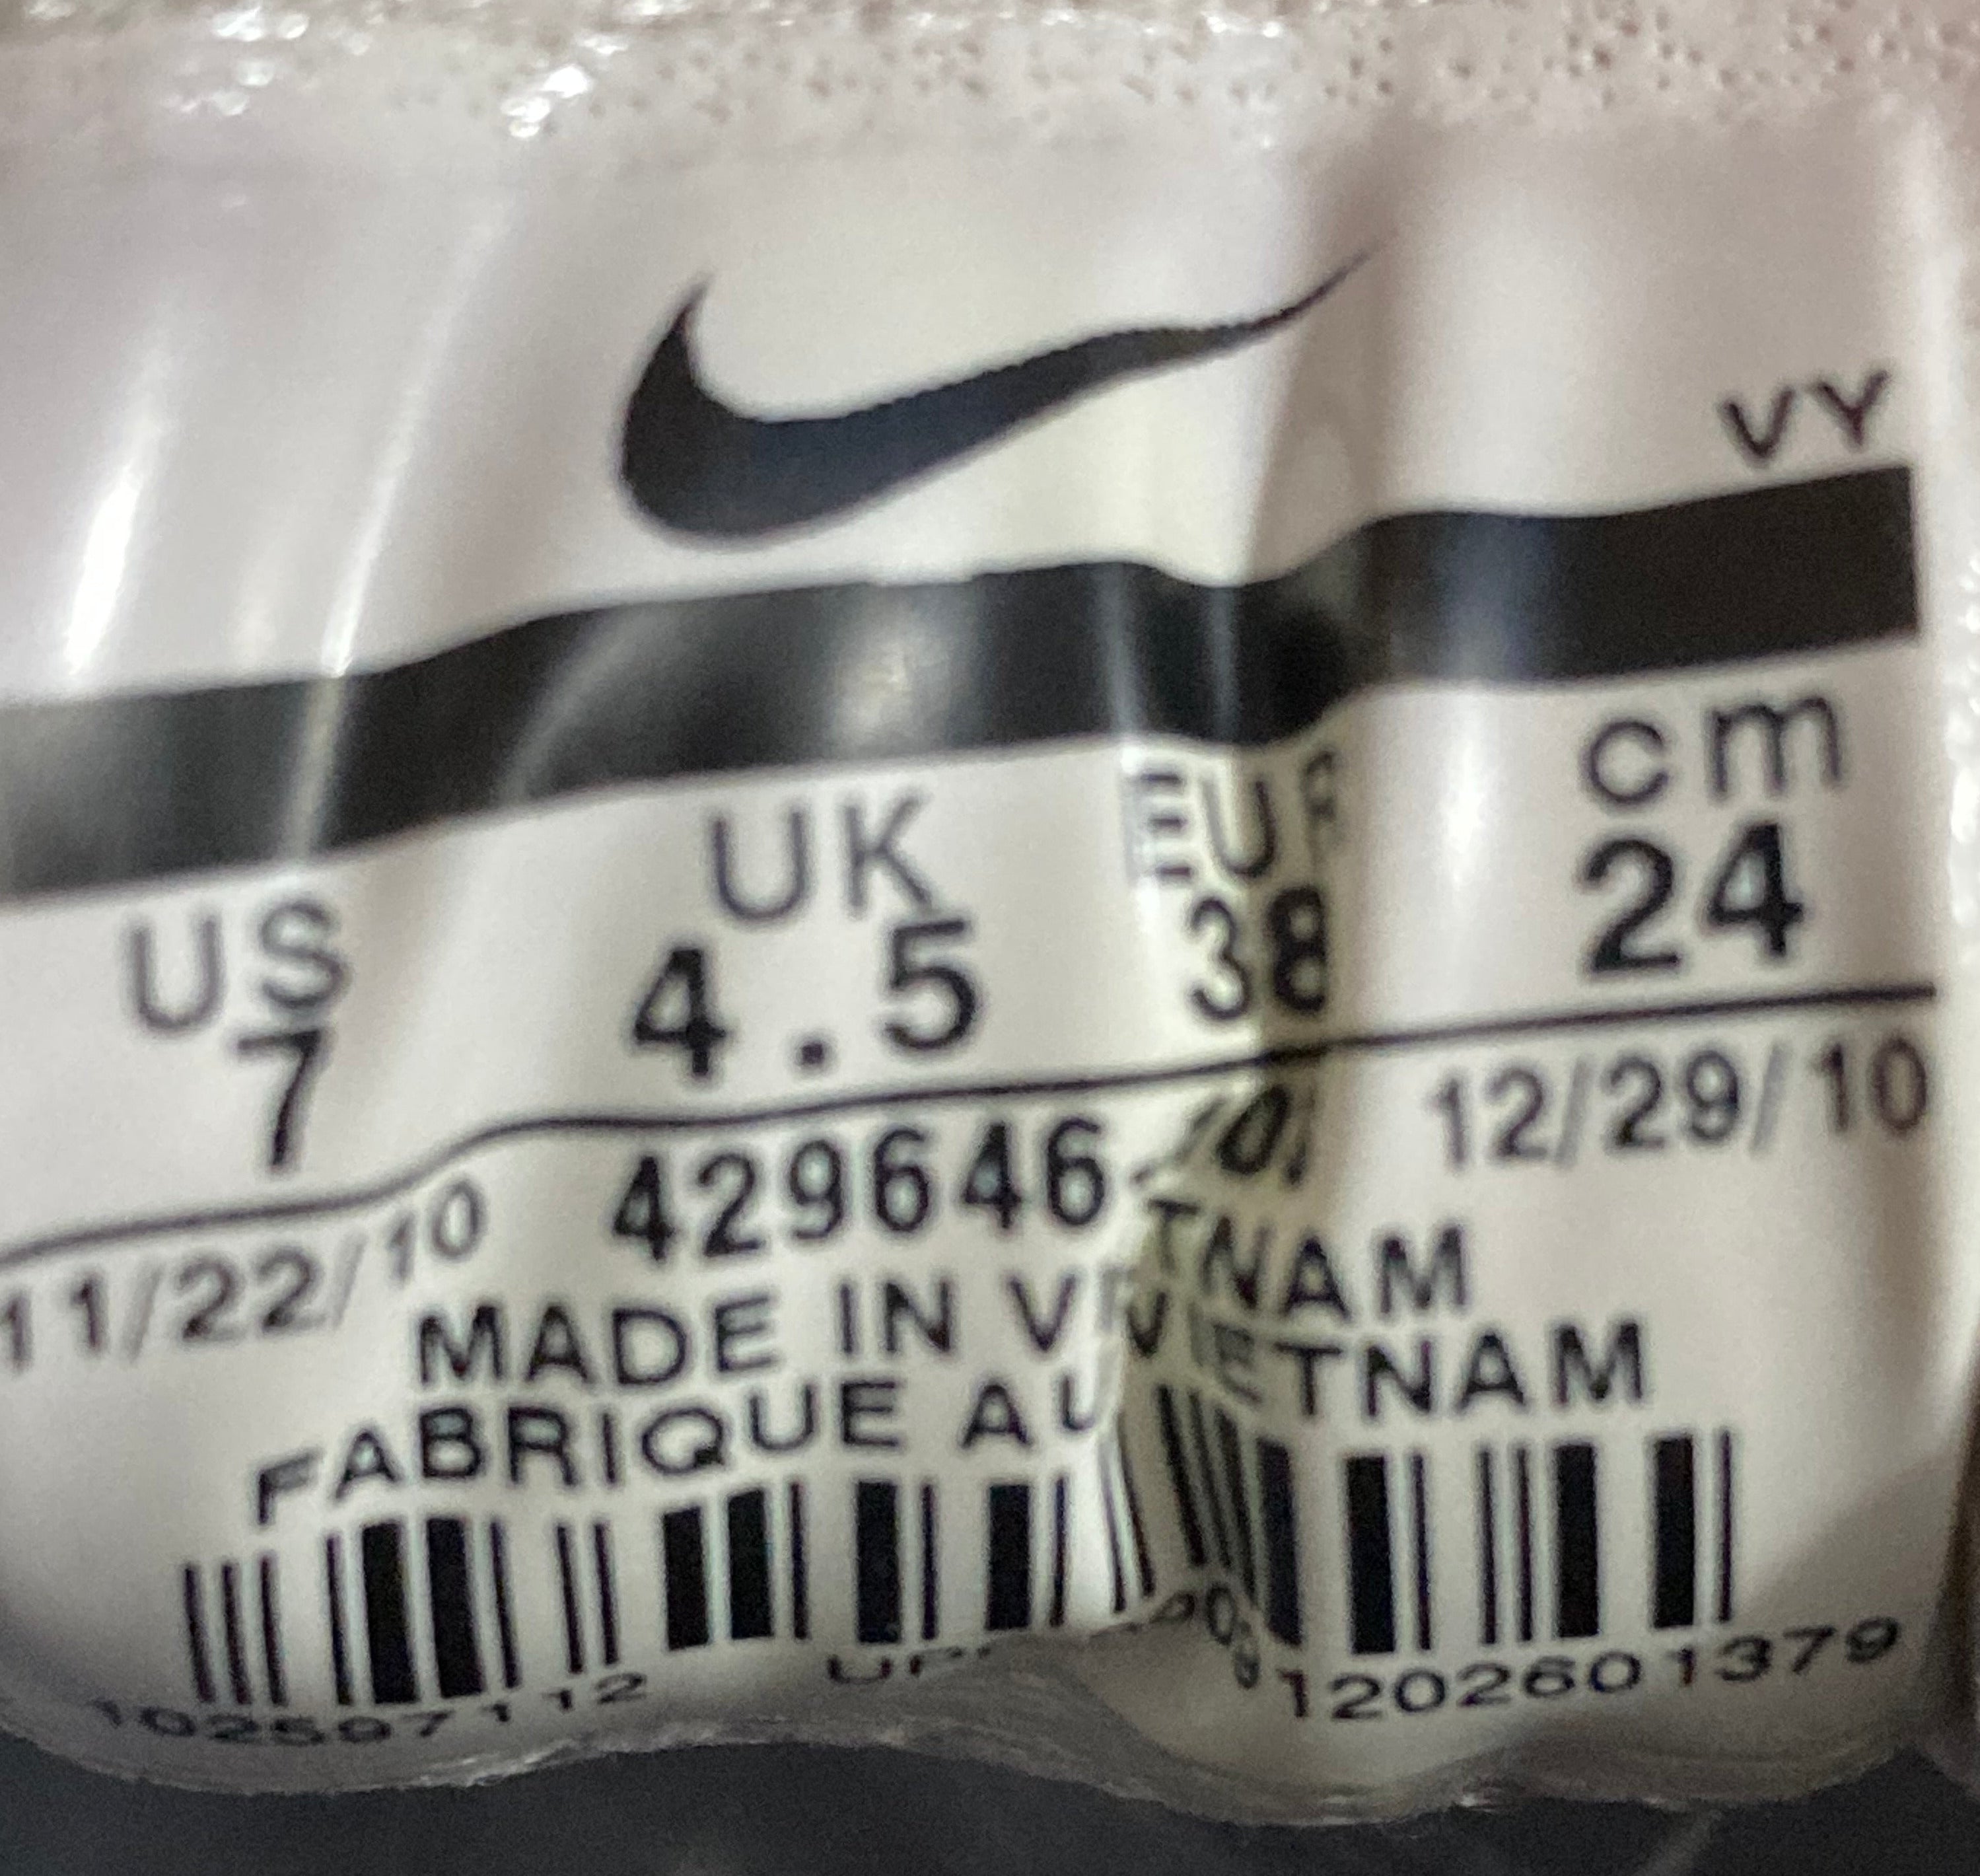 VY
US UK EUR cm
7 4.5 38 24
11/22/10 429646 12/29/10
MADE IN
FABRIQUE AU VIETNAM
102597112 1202601379